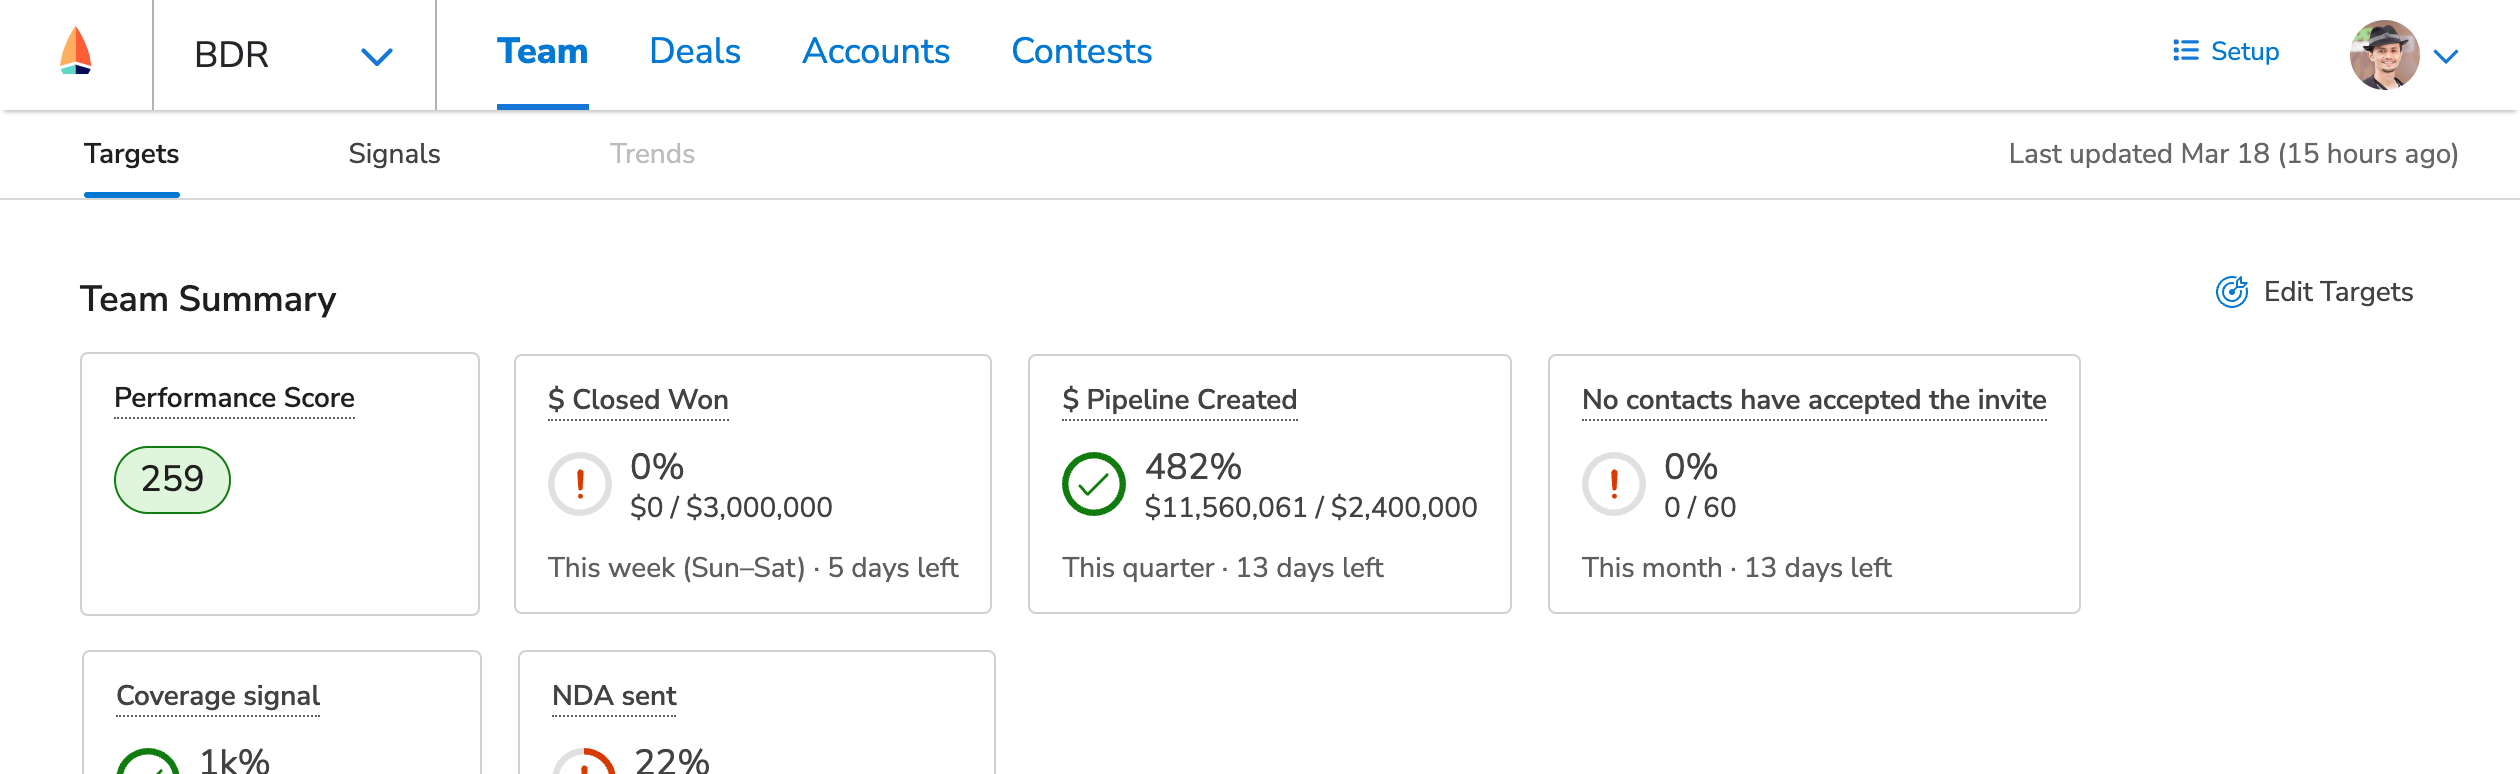 BDR
Team
Deals
Accounts
Contests
Setup
Targets
Signals
Trends
Last updated Mar 18 (15 hours ago)
Team Summary
Edit Targets
Performance Score
259
$ Closed Won
0%
$0 / $3,000,000
This week (Sun–Sat) · 5 days left
$ Pipeline Created
482%
$11,560,061 / $2,400,000
This quarter · 13 days left
No contacts have accepted the invite
0%
0 / 60
This month · 13 days left
Coverage signal
1k%
NDA sent
22%